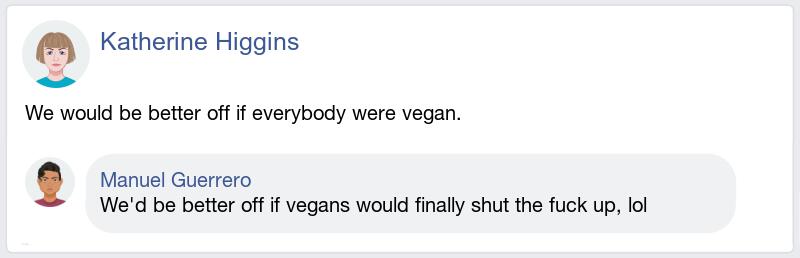 Katherine Higgins
We would be better off if everybody were vegan.
Manuel Guerrero
We'd be better off if vegans would finally shut the fuck up, lol